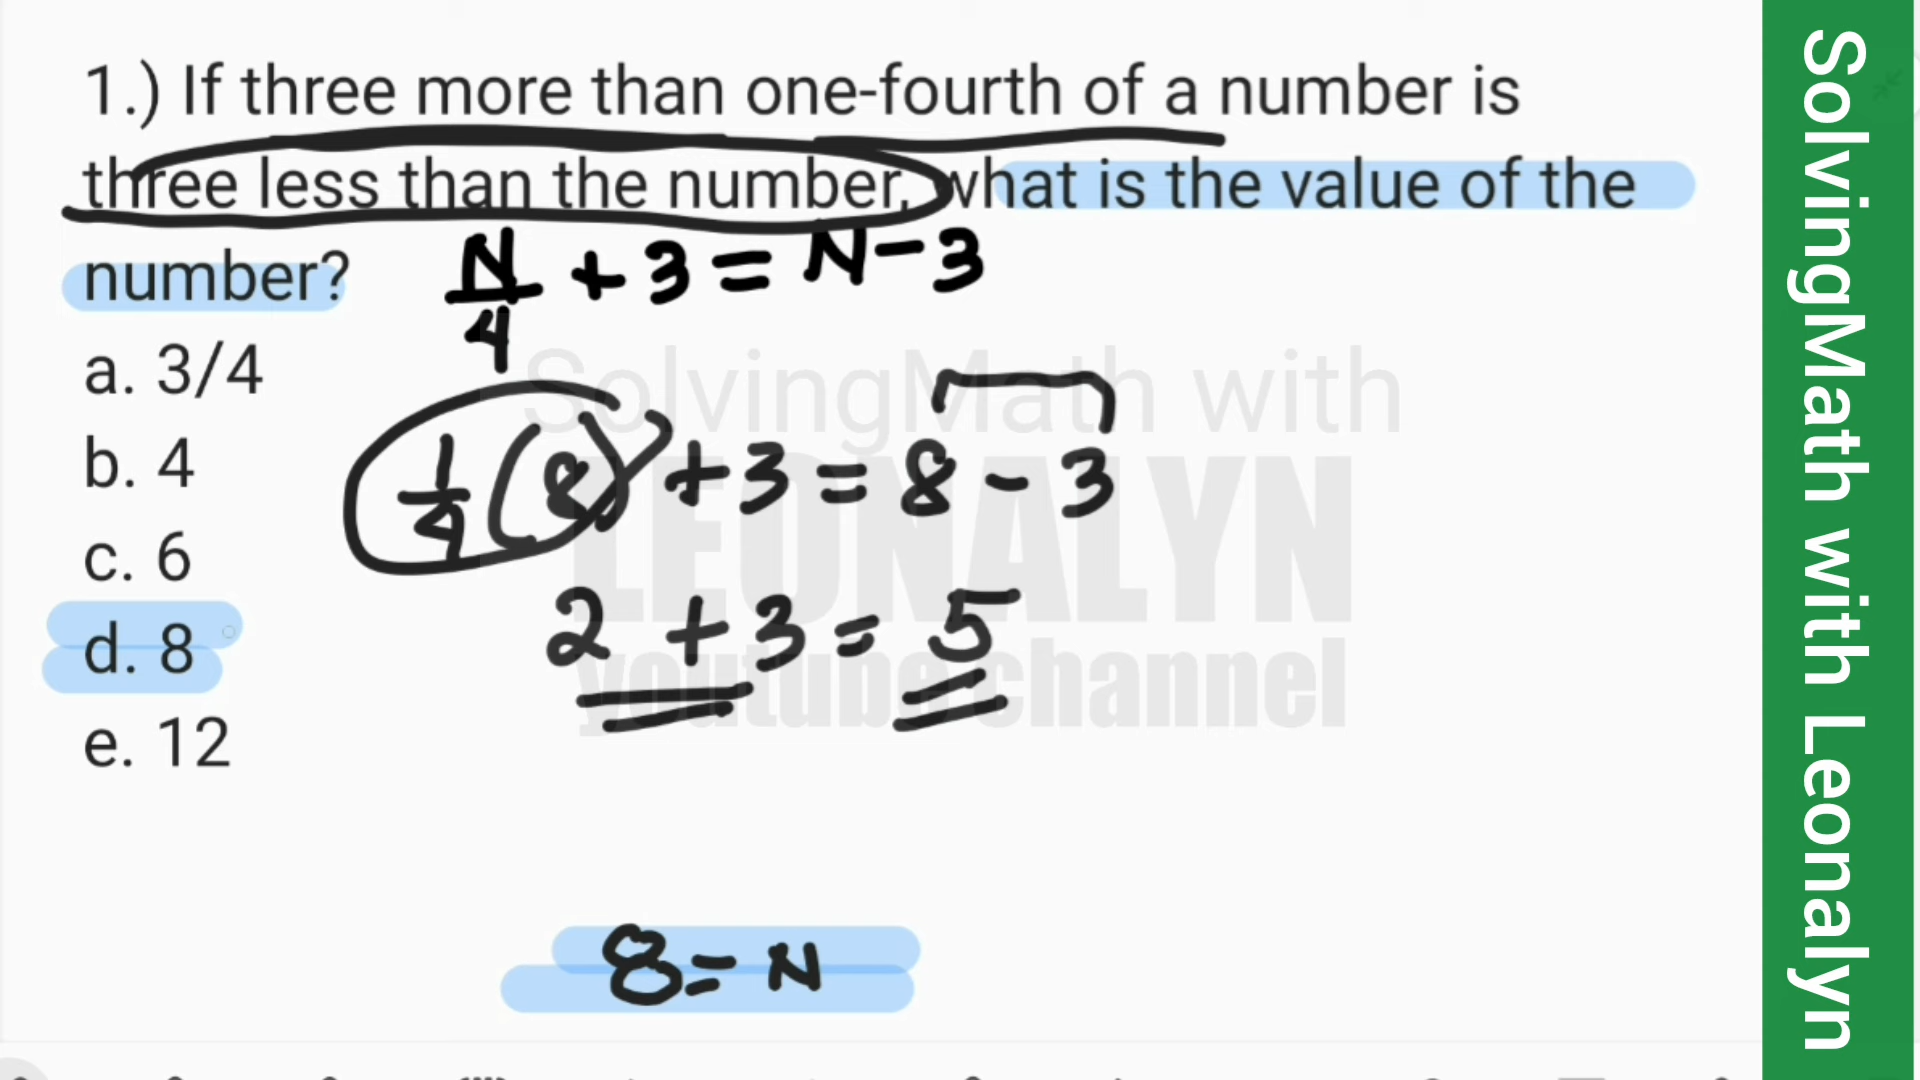 1.) If three more than one-fourth of a number is
three less than the number, what is the value of the
number?
N/4 + 3 = N - 3
a. 3/4
SolvingMath with
b. 4
1/4 (8) + 3 = 8 - 3
LEONALYN
c. 6
d. 8
2 + 3 = 5
youtube channel
e. 12
8 = N
SolvingMath with Leonalyn